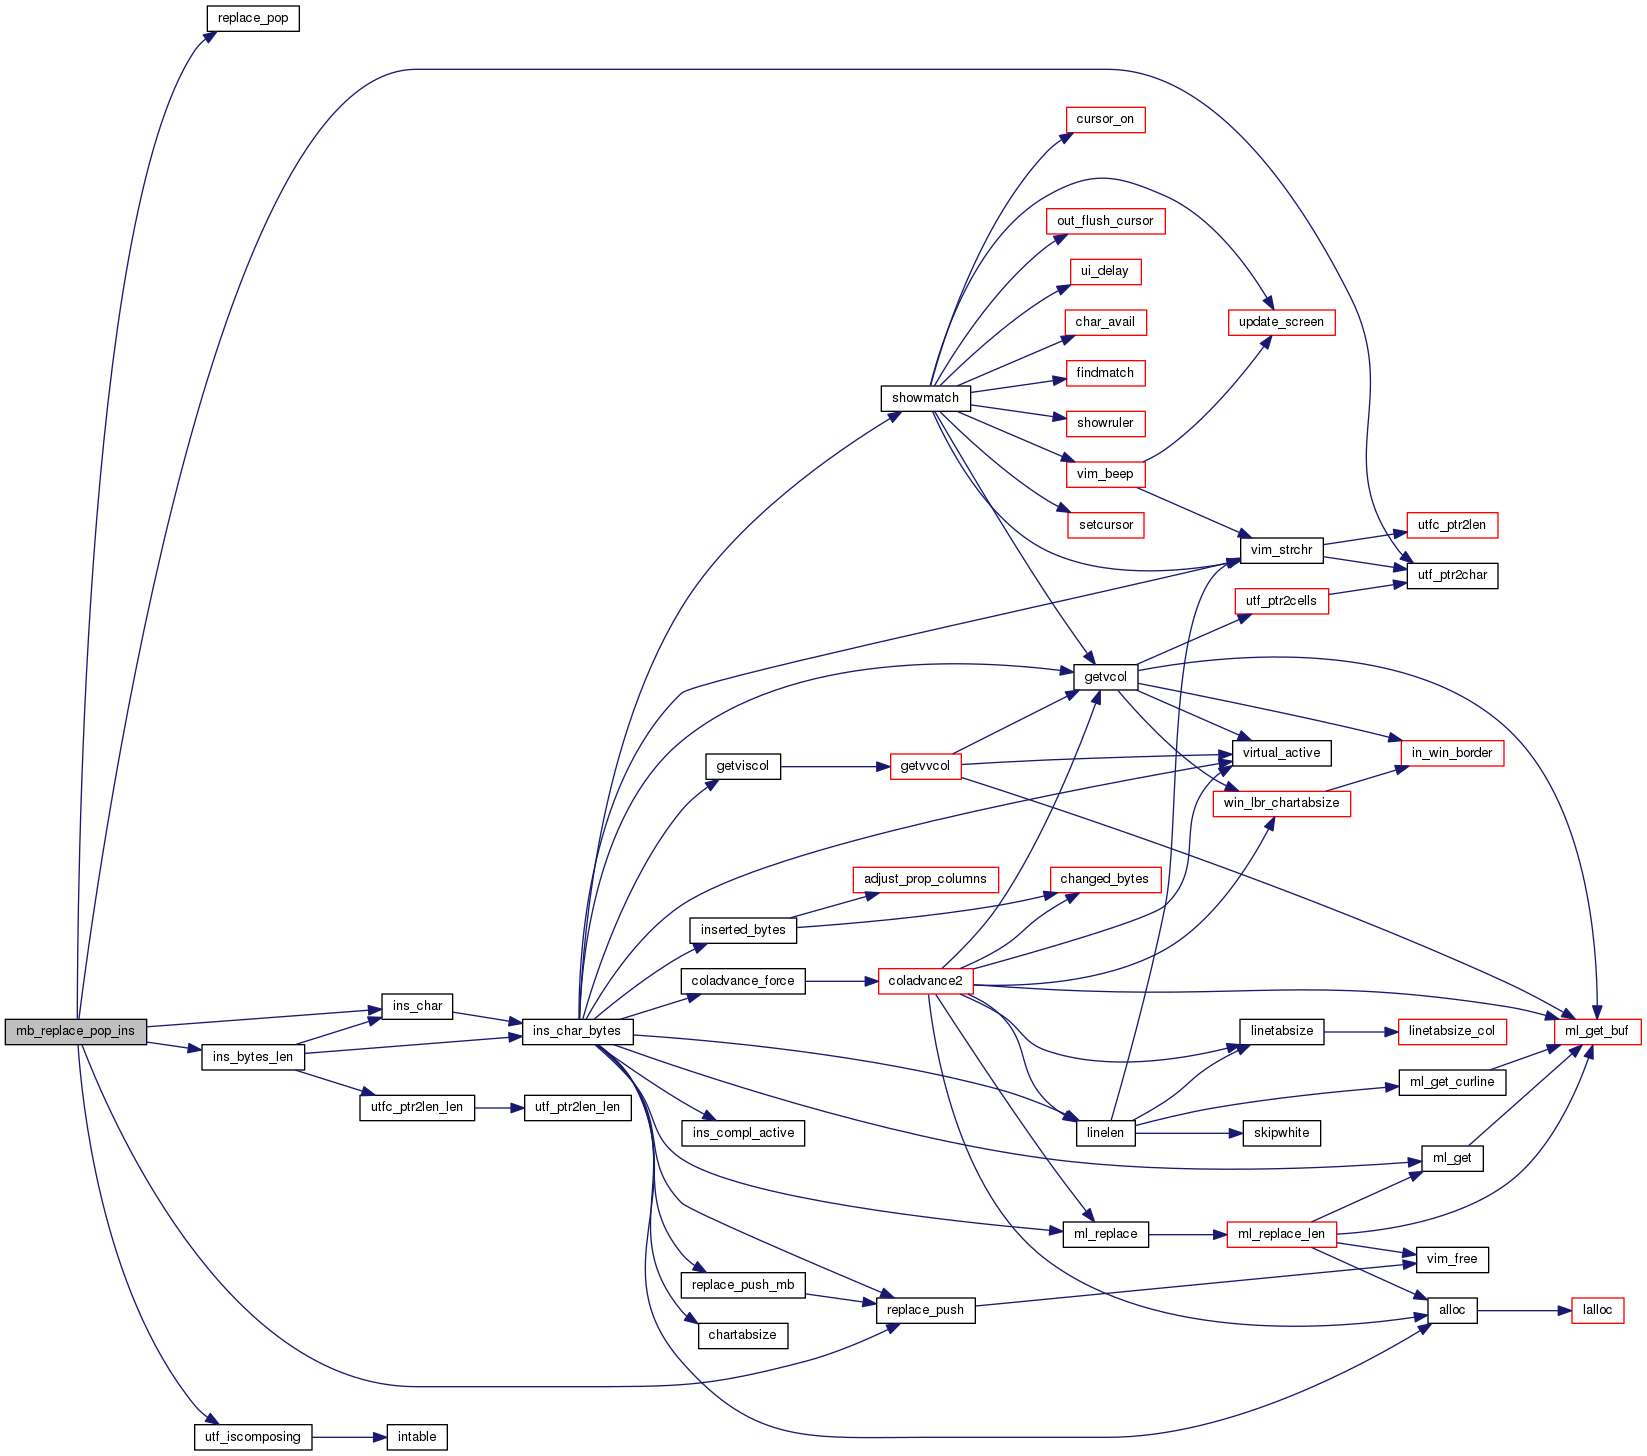 replace_pop
cursor_on
out_flush_cursor
ui_delay
char_avail
update_screen
findmatch
showmatch
showruler
vim_beep
setcursor
utfc_ptr2len
vim_strchr
utf_ptr2char
utf_ptr2cells
getvcol
virtual_active
in_win_border
getviscol
getvvcol
win_lbr_chartabsize
adjust_prop_columns
changed_bytes
inserted_bytes
coladvance_force
coladvance2
ins_char
mb_replace_pop_ins
ins_char_bytes
linetabsize
linetabsize_col
ml_get_buf
ins_bytes_len
ml_get_curline
utfc_ptr2len_len
utf_ptr2len_len
ins_compl_active
linelen
skipwhite
ml_get
ml_replace
ml_replace_len
vim_free
replace_push_mb
replace_push
alloc
lalloc
chartabsize
utf_iscomposing
intable